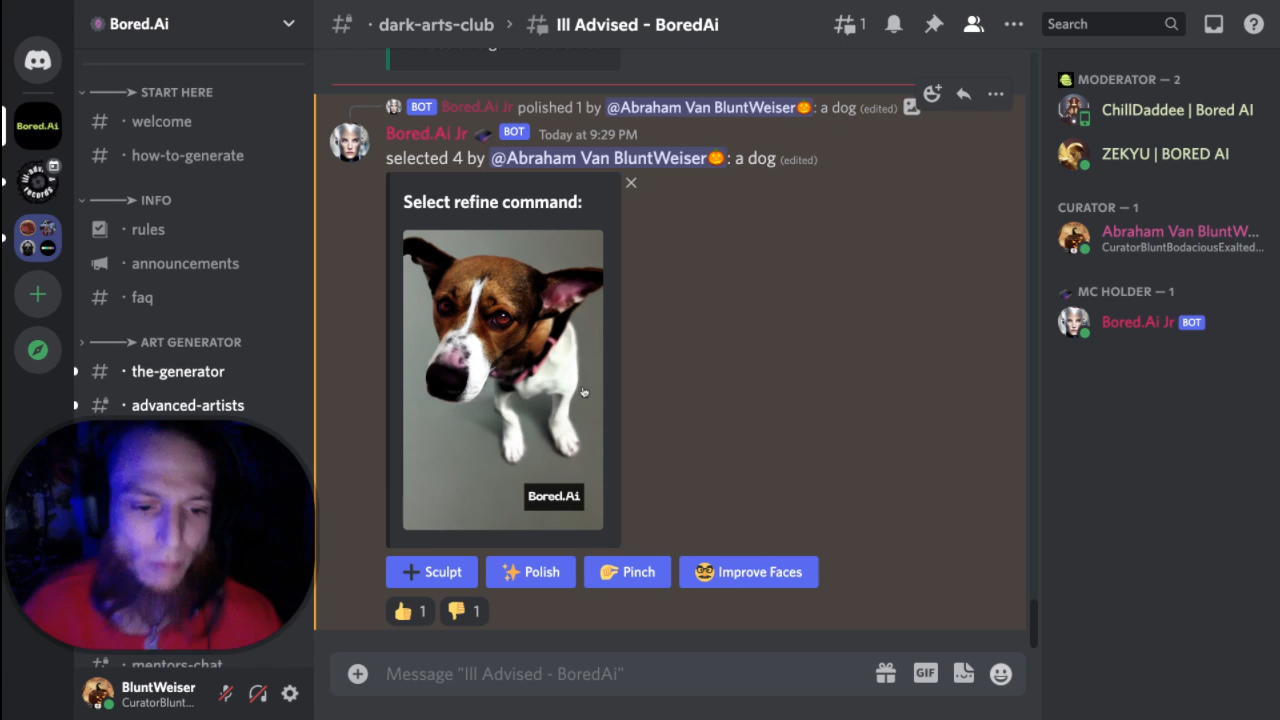 Bored.Ai
START HERE
# · welcome
# · how-to-generate
INFO
· rules
· announcements
# · faq
ART GENERATOR
# · the-generator
· advanced-artists
mentors-chat
BluntWeiser
CuratorBlunt...
Bored.Ai
· dark-arts-club > Ill Advised - BoredAi
1
Search
BOT Bored.Ai Jr polished 1 by @Abraham Van BluntWeiser🎃: a dog (edited)
Bored.Ai Jr BOT Today at 9:29 PM
selected 4 by @Abraham Van BluntWeiser🎃: a dog (edited)
Select refine command:
Bored.Ai
Sculpt
Polish
Pinch
Improve Faces
1
1
Message "Ill Advised - BoredAi"
GIF
MODERATOR — 2
ChillDaddee | Bored AI
ZEKYU | BORED AI
CURATOR — 1
Abraham Van BluntW...
CuratorBluntBodaciousExalted...
MC HOLDER — 1
Bored.Ai Jr BOT